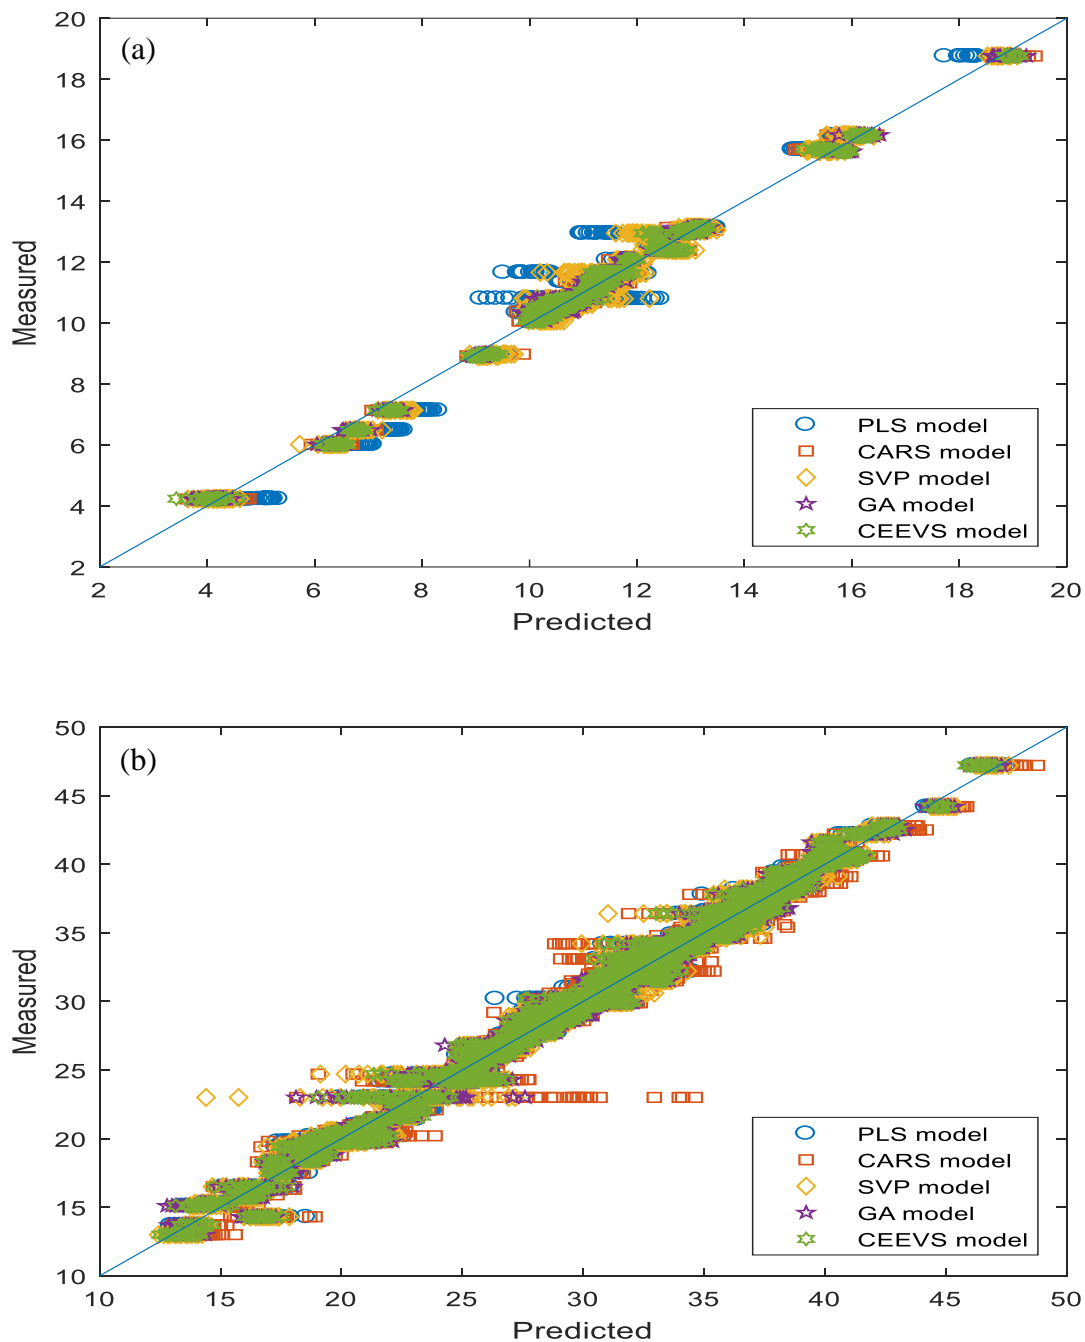 (a)
20
18
16
14
12
10
8
6
4
2
Measured
2 4 6 8 10 12 14 16 18 20
Predicted
PLS model
CARS model
SVP model
GA model
CEEVS model
(b)
50
45
40
35
30
25
20
15
10
Measured
10 15 20 25 30 35 40 45 50
Predicted
PLS model
CARS model
SVP model
GA model
CEEVS model